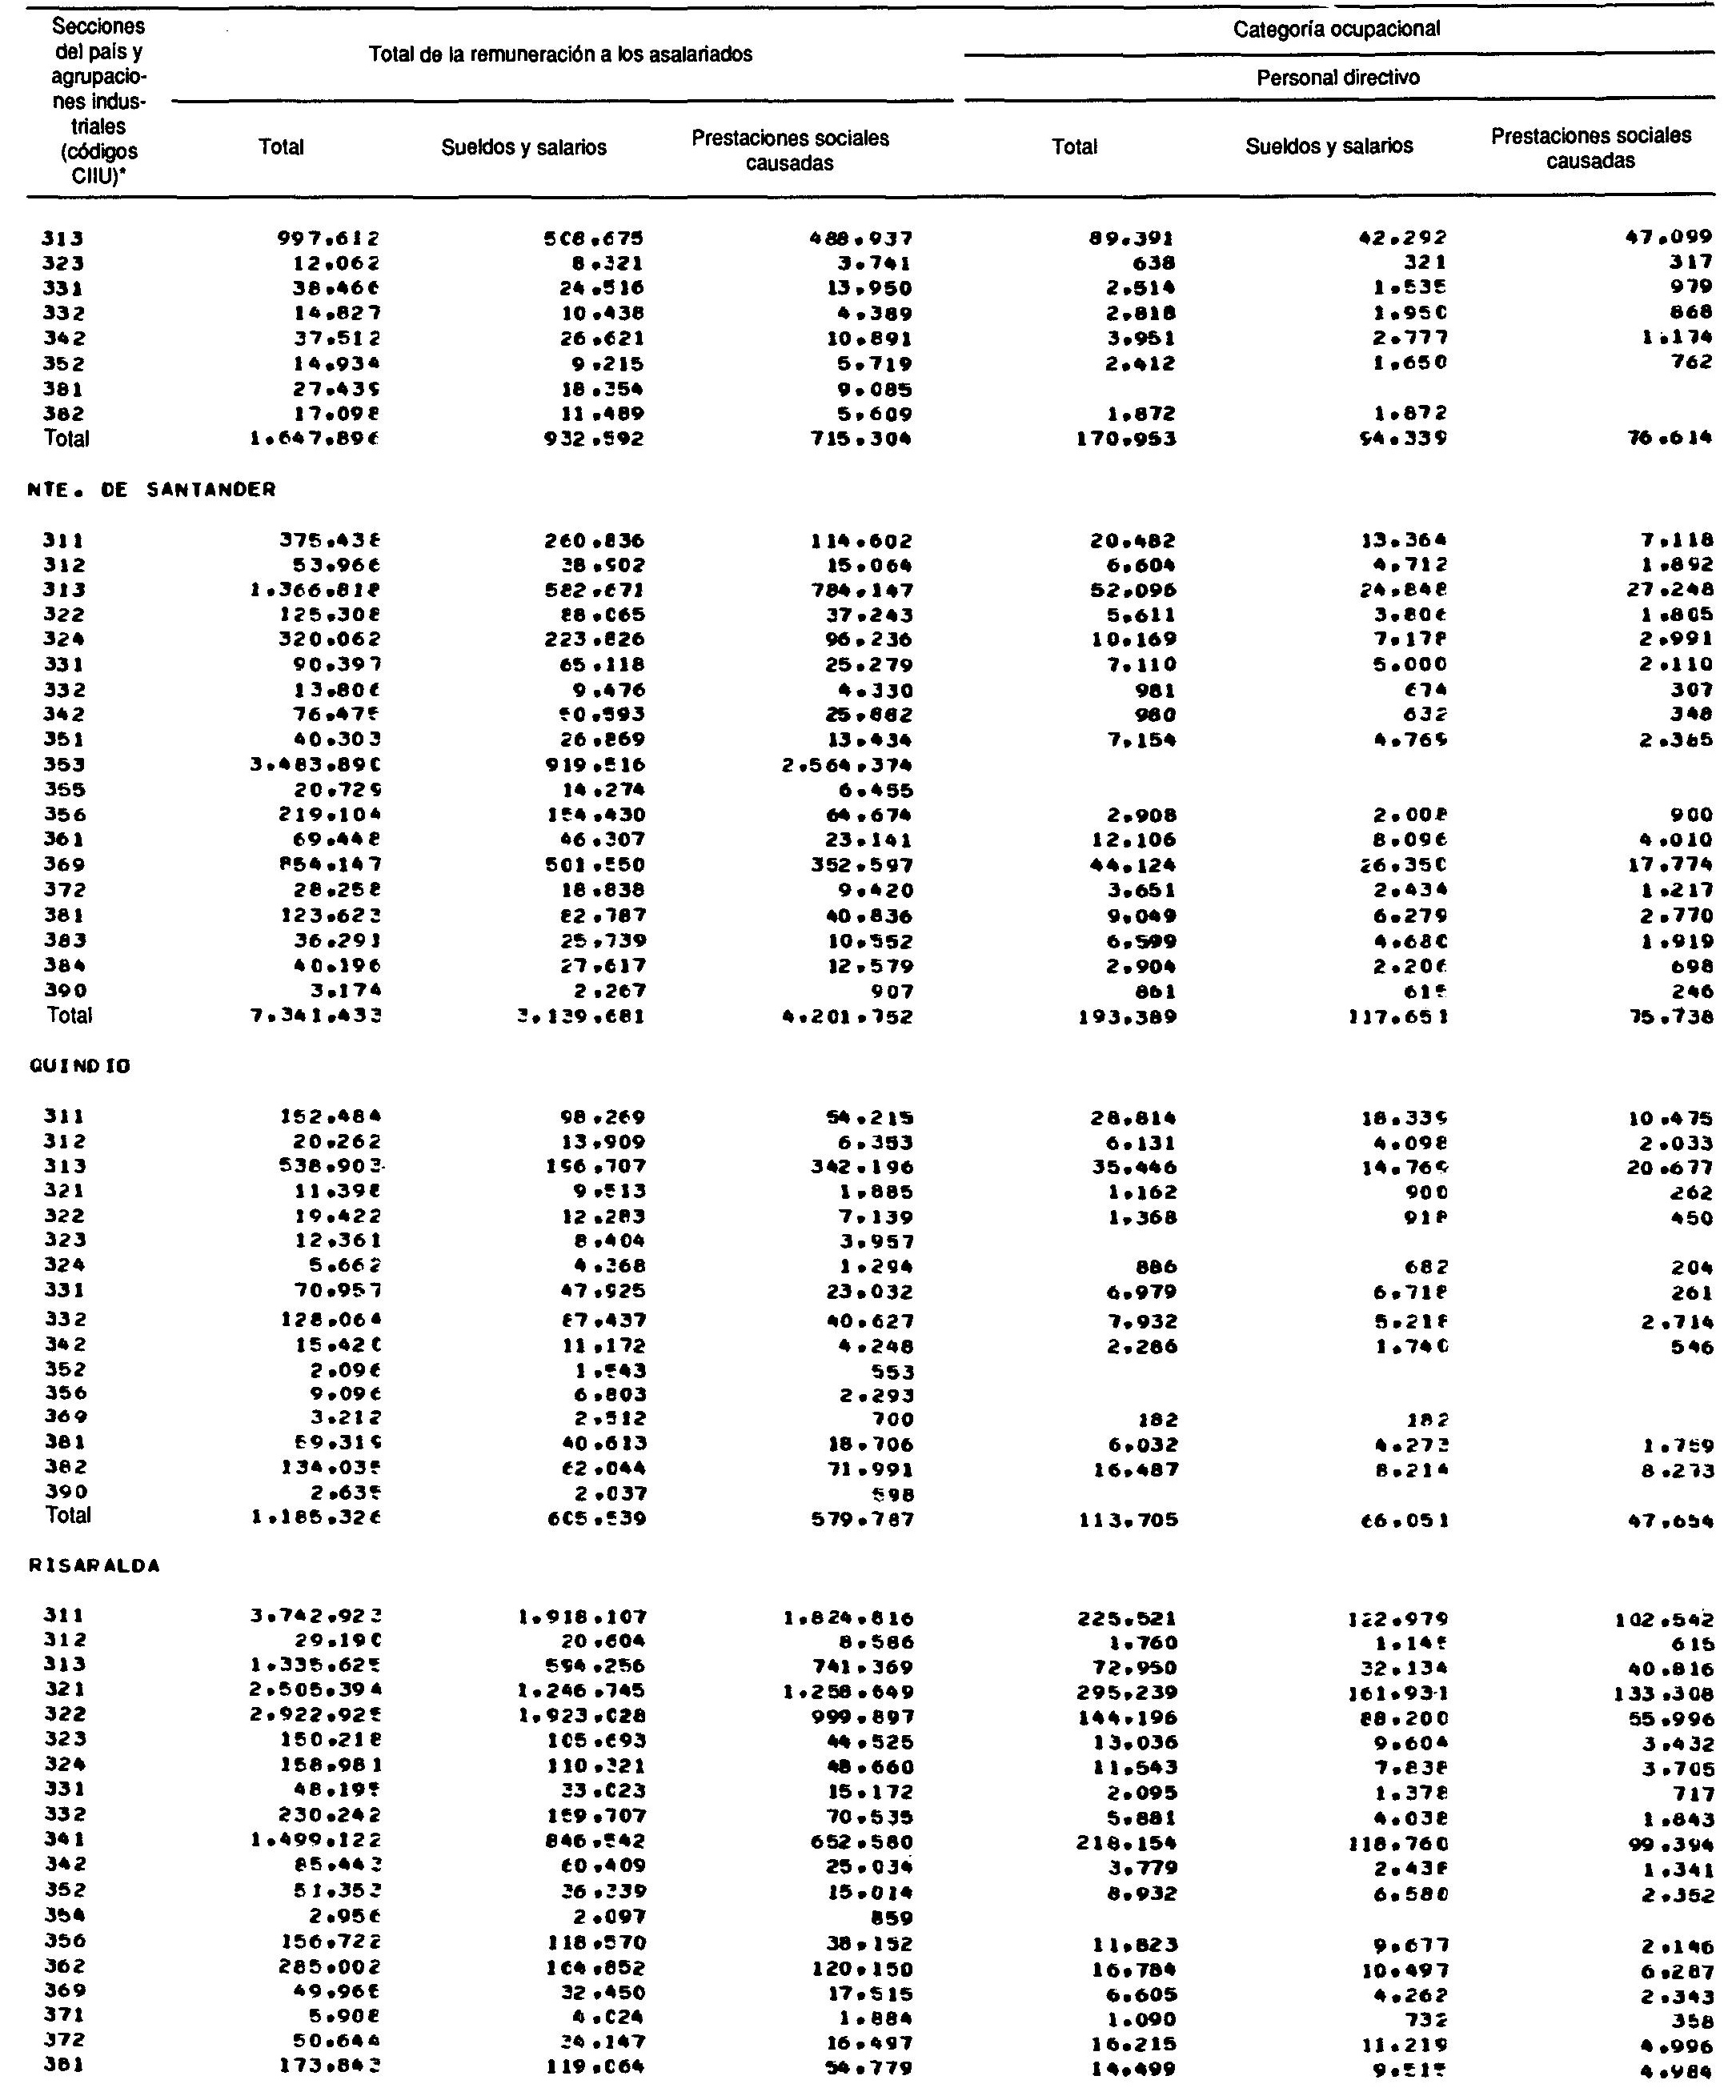 Secciones del país y agrupacio- nes indus- triales (códigos CIIU)* Total de la remuneración a los asalariados Categoría ocupacional
Personal directivo
Total Sueldos y salarios Prestaciones sociales causadas Total Sueldos y salarios Prestaciones sociales causadas
313 997.612 508.675 488.937 89.391 42.292 47.099
323 12.062 8.321 3.741 638 321 317
331 38.466 24.516 13.950 2.514 1.535 979
332 14.827 10.438 4.389 2.818 1.950 868
342 37.512 26.621 10.891 3.951 2.777 1.174
352 14.934 9.215 5.719 2.412 1.650 762
381 27.439 18.354 9.085
382 17.098 11.489 5.609 1.872 1.872
Total 1.647.896 932.592 715.304 170.953 94.339 76.614
NTE. DE SANTANDER
311 375.438 260.836 114.602 20.482 13.364 7.118
312 53.966 38.902 15.064 6.604 4.712 1.892
313 1.366.818 582.671 784.147 52.096 24.848 27.248
322 125.308 88.065 37.243 5.611 3.806 1.805
324 320.062 223.826 96.236 10.169 7.178 2.991
331 90.397 65.118 25.279 7.110 5.000 2.110
332 13.806 9.476 4.330 981 674 307
342 76.475 50.593 25.882 980 632 348
351 40.303 26.869 13.434 7.154 4.769 2.385
353 3.483.890 919.516 2.564.374
355 20.729 14.274 6.455
356 219.104 154.430 64.674 2.908 2.008 900
361 69.448 46.307 23.141 12.106 8.096 4.010
369 854.147 501.550 352.597 44.124 26.350 17.774
372 28.258 18.838 9.420 3.651 2.434 1.217
381 123.623 82.787 40.836 9.049 6.279 2.770
383 36.291 25.739 10.552 6.599 4.680 1.919
384 40.196 27.617 12.579 2.904 2.206 698
390 3.174 2.267 907 861 615 246
Total 7.341.433 3.139.681 4.201.752 193.389 117.651 75.738
QUINDIO
311 152.484 98.269 54.215 28.814 18.339 10.475
312 20.262 13.909 6.353 6.131 4.098 2.033
313 538.903 196.707 342.196 35.446 14.769 20.677
321 11.398 9.513 1.885 1.162 900 262
322 19.422 12.283 7.139 1.368 918 450
323 12.361 8.404 3.957
324 5.662 4.368 1.294 886 682 204
331 70.957 47.925 23.032 6.979 6.718 261
332 128.064 87.437 40.627 7.932 5.218 2.714
342 15.420 11.172 4.248 2.286 1.740 546
352 2.096 1.543 553
356 9.096 6.803 2.293
369 3.212 2.512 700 182 182
381 59.319 40.613 18.706 6.032 4.273 1.759
382 134.035 62.044 71.991 16.487 8.214 8.273
390 2.635 2.037 598
Total 1.185.326 605.539 579.787 113.705 66.051 47.654
RISARALDA
311 3.742.923 1.918.107 1.824.816 225.521 122.979 102.542
312 29.190 20.604 8.586 1.760 1.145 615
313 1.335.625 594.256 741.369 72.950 32.134 40.816
321 2.505.394 1.246.745 1.258.649 295.239 161.931 133.308
322 2.922.925 1.923.028 999.897 144.196 88.200 55.996
323 150.218 105.693 44.525 13.036 9.604 3.432
324 158.981 110.321 48.660 11.543 7.838 3.705
331 48.195 33.023 15.172 2.095 1.378 717
332 230.242 159.707 70.535 5.881 4.038 1.843
341 1.499.122 846.542 652.580 218.154 118.760 99.394
342 85.443 60.409 25.034 3.779 2.438 1.341
352 51.353 36.339 15.014 8.932 6.580 2.352
354 2.956 2.097 859
356 156.722 118.570 38.152 11.823 9.677 2.146
362 285.002 164.852 120.150 16.784 10.497 6.287
369 49.965 32.450 17.515 6.605 4.262 2.343
371 5.908 4.024 1.884 1.090 732 358
372 50.644 34.147 16.497 16.215 11.219 4.996
381 173.843 119.064 54.779 14.499 9.515 4.984